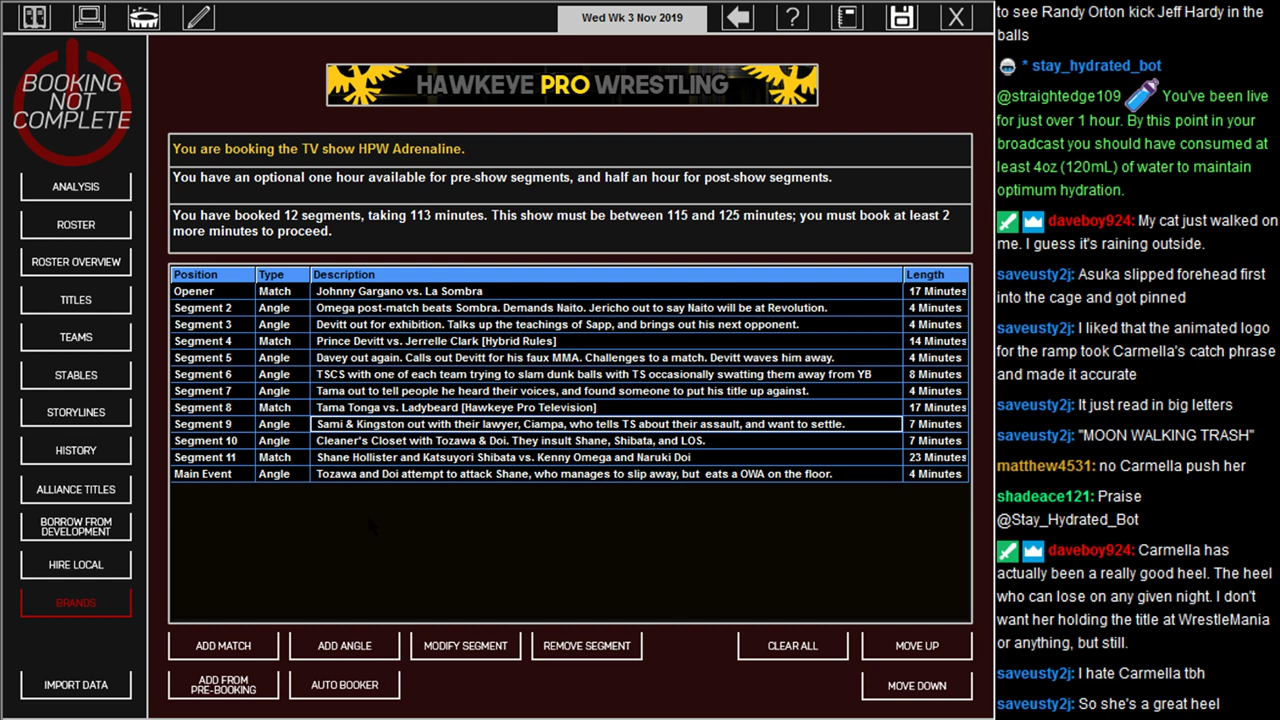 Wed Wk 3 Nov 2019
?
X
BOOKING
NOT
COMPLETE
ANALYSIS
ROSTER
ROSTER OVERVIEW
TITLES
TEAMS
STABLES
STORYLINES
HISTORY
ALLIANCE TITLES
BORROW FROM
DEVELOPMENT
HIRE LOCAL
BRANDS
IMPORT DATA
HAWKEYE PRO WRESTLING
You are booking the TV show HPW Adrenaline.
You have an optional one hour available for pre-show segments, and half an hour for post-show segments.
You have booked 12 segments, taking 113 minutes. This show must be between 115 and 125 minutes; you must book at least 2
more minutes to proceed.
Position Type Description Length
Opener Match Johnny Gargano vs. La Sombra 17 Minutes
Segment 2 Angle Omega post-match beats Sombra. Demands Naito. Jericho out to say Naito will be at Revolution. 4 Minutes
Segment 3 Angle Devitt out for exhibition. Talks up the teachings of Sapp, and brings out his next opponent. 4 Minutes
Segment 4 Match Prince Devitt vs. Jerrelle Clark [Hybrid Rules] 14 Minutes
Segment 5 Angle Davey out again. Calls out Devitt for his faux MMA. Challenges to a match. Devitt waves him away. 4 Minutes
Segment 6 Angle TSCS with one of each team trying to slam dunk balls with TS occasionally swatting them away from YB 8 Minutes
Segment 7 Angle Tama out to tell people he heard their voices, and found someone to put his title up against. 4 Minutes
Segment 8 Match Tama Tonga vs. Ladybeard [Hawkeye Pro Television] 17 Minutes
Segment 9 Angle Sami & Kingston out with their lawyer, Ciampa, who tells TS about their assault, and want to settle. 7 Minutes
Segment 10 Angle Cleaner's Closet with Tozawa & Doi. They insult Shane, Shibata, and LOS. 7 Minutes
Segment 11 Match Shane Hollister and Katsuyori Shibata vs. Kenny Omega and Naruki Doi 23 Minutes
Main Event Angle Tozawa and Doi attempt to attack Shane, who manages to slip away, but eats a OWA on the floor. 4 Minutes
ADD MATCH
ADD ANGLE
MODIFY SEGMENT
REMOVE SEGMENT
CLEAR ALL
MOVE UP
ADD FROM
PRE-BOOKING
AUTO BOOKER
MOVE DOWN
to see Randy Orton kick Jeff Hardy in the
balls
* stay_hydrated_bot
@straightedge109 You've been live
for just over 1 hour. By this point in your
broadcast you should have consumed at
least 4oz (120mL) of water to maintain
optimum hydration.
daveboy924: My cat just walked on
me. I guess it's raining outside.
saveusty2j: Asuka slipped forehead first
into the cage and got pinned
saveusty2j: I liked that the animated logo
for the ramp took Carmella's catch phrase
and made it accurate
saveusty2j: It just read in big letters
saveusty2j: "MOON WALKING TRASH"
matthew4531: no Carmella push her
shadeace121: Praise
@Stay_Hydrated_Bot
daveboy924: Carmella has
actually been a really good heel. The heel
who can lose on any given night. I don't
want her holding the title at WrestleMania
or anything, but still.
saveusty2j: I hate Carmella tbh
saveusty2j: So she's a great heel